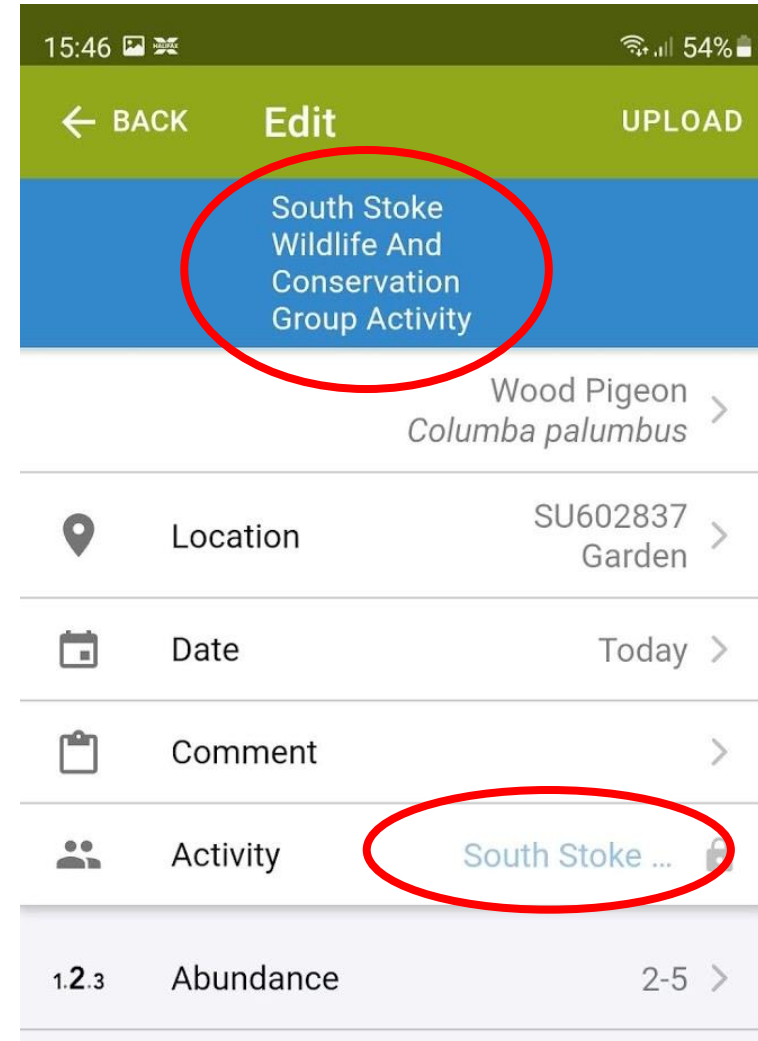 15:46 HALIFAX 54%
← BACK Edit UPLOAD
South Stoke
Wildlife And
Conservation
Group Activity
Wood Pigeon
Columba palumbus
Location SU602837
Garden
Date Today
Comment
Activity South Stoke ...
1.2.3 Abundance 2-5